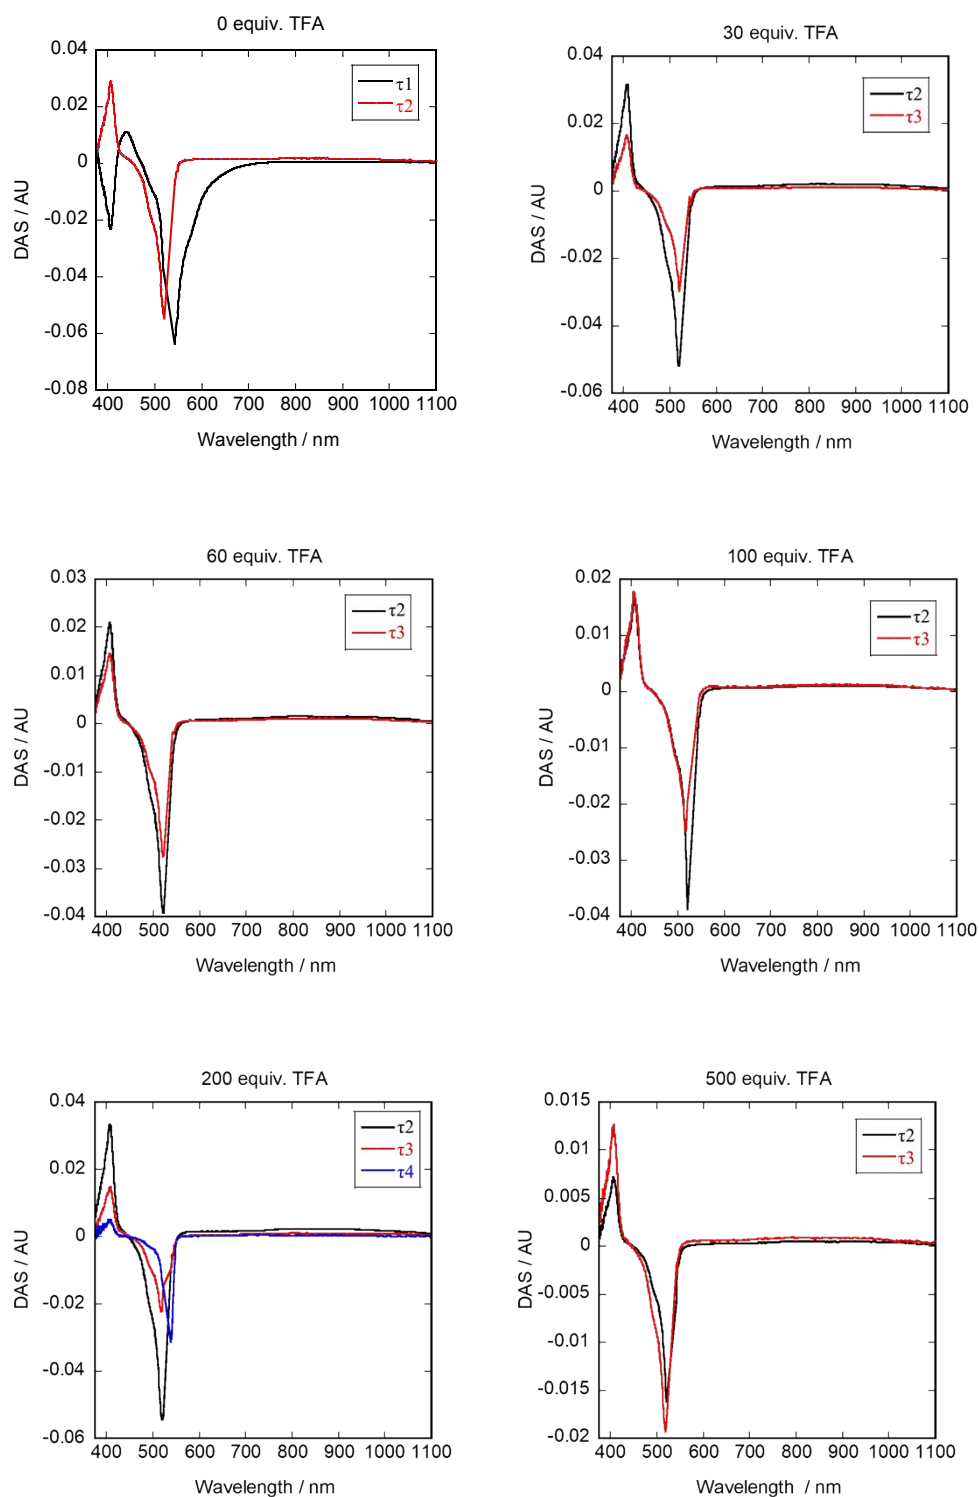 0 equiv. TFA
0.04
0.02
0
-0.02
-0.04
-0.06
-0.08
DAS / AU
τ1
τ2
400 500 600 700 800 900 1000 1100
Wavelength / nm
30 equiv. TFA
0.04
0.02
0
-0.02
-0.04
-0.06
DAS / AU
τ2
τ3
400 500 600 700 800 900 1000 1100
Wavelength / nm
60 equiv. TFA
0.03
0.02
0.01
0
-0.01
-0.02
-0.03
-0.04
DAS / AU
τ2
τ3
400 500 600 700 800 900 1000 1100
Wavelength / nm
100 equiv. TFA
0.02
0.01
0
-0.01
-0.02
-0.03
-0.04
DAS / AU
τ2
τ3
400 500 600 700 800 900 1000 1100
Wavelength / nm
200 equiv. TFA
0.04
0.02
0
-0.02
-0.04
-0.06
DAS / AU
τ2
τ3
τ4
400 500 600 700 800 900 1000 1100
Wavelength / nm
500 equiv. TFA
0.015
0.01
0.005
0
-0.005
-0.01
-0.015
-0.02
DAS / AU
τ2
τ3
400 500 600 700 800 900 1000 1100
Wavelength / nm